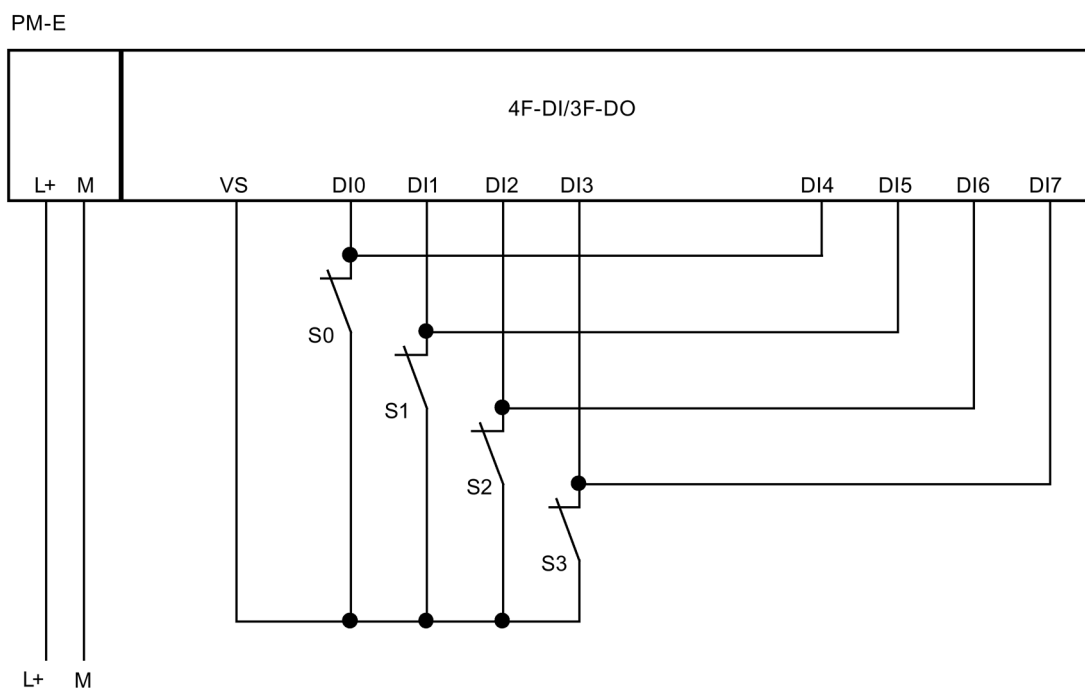 PM-E
4F-DI/3F-DO
L+ M VS DI0 DI1 DI2 DI3 DI4 DI5 DI6 DI7
S0
S1
S2
S3
L+ M